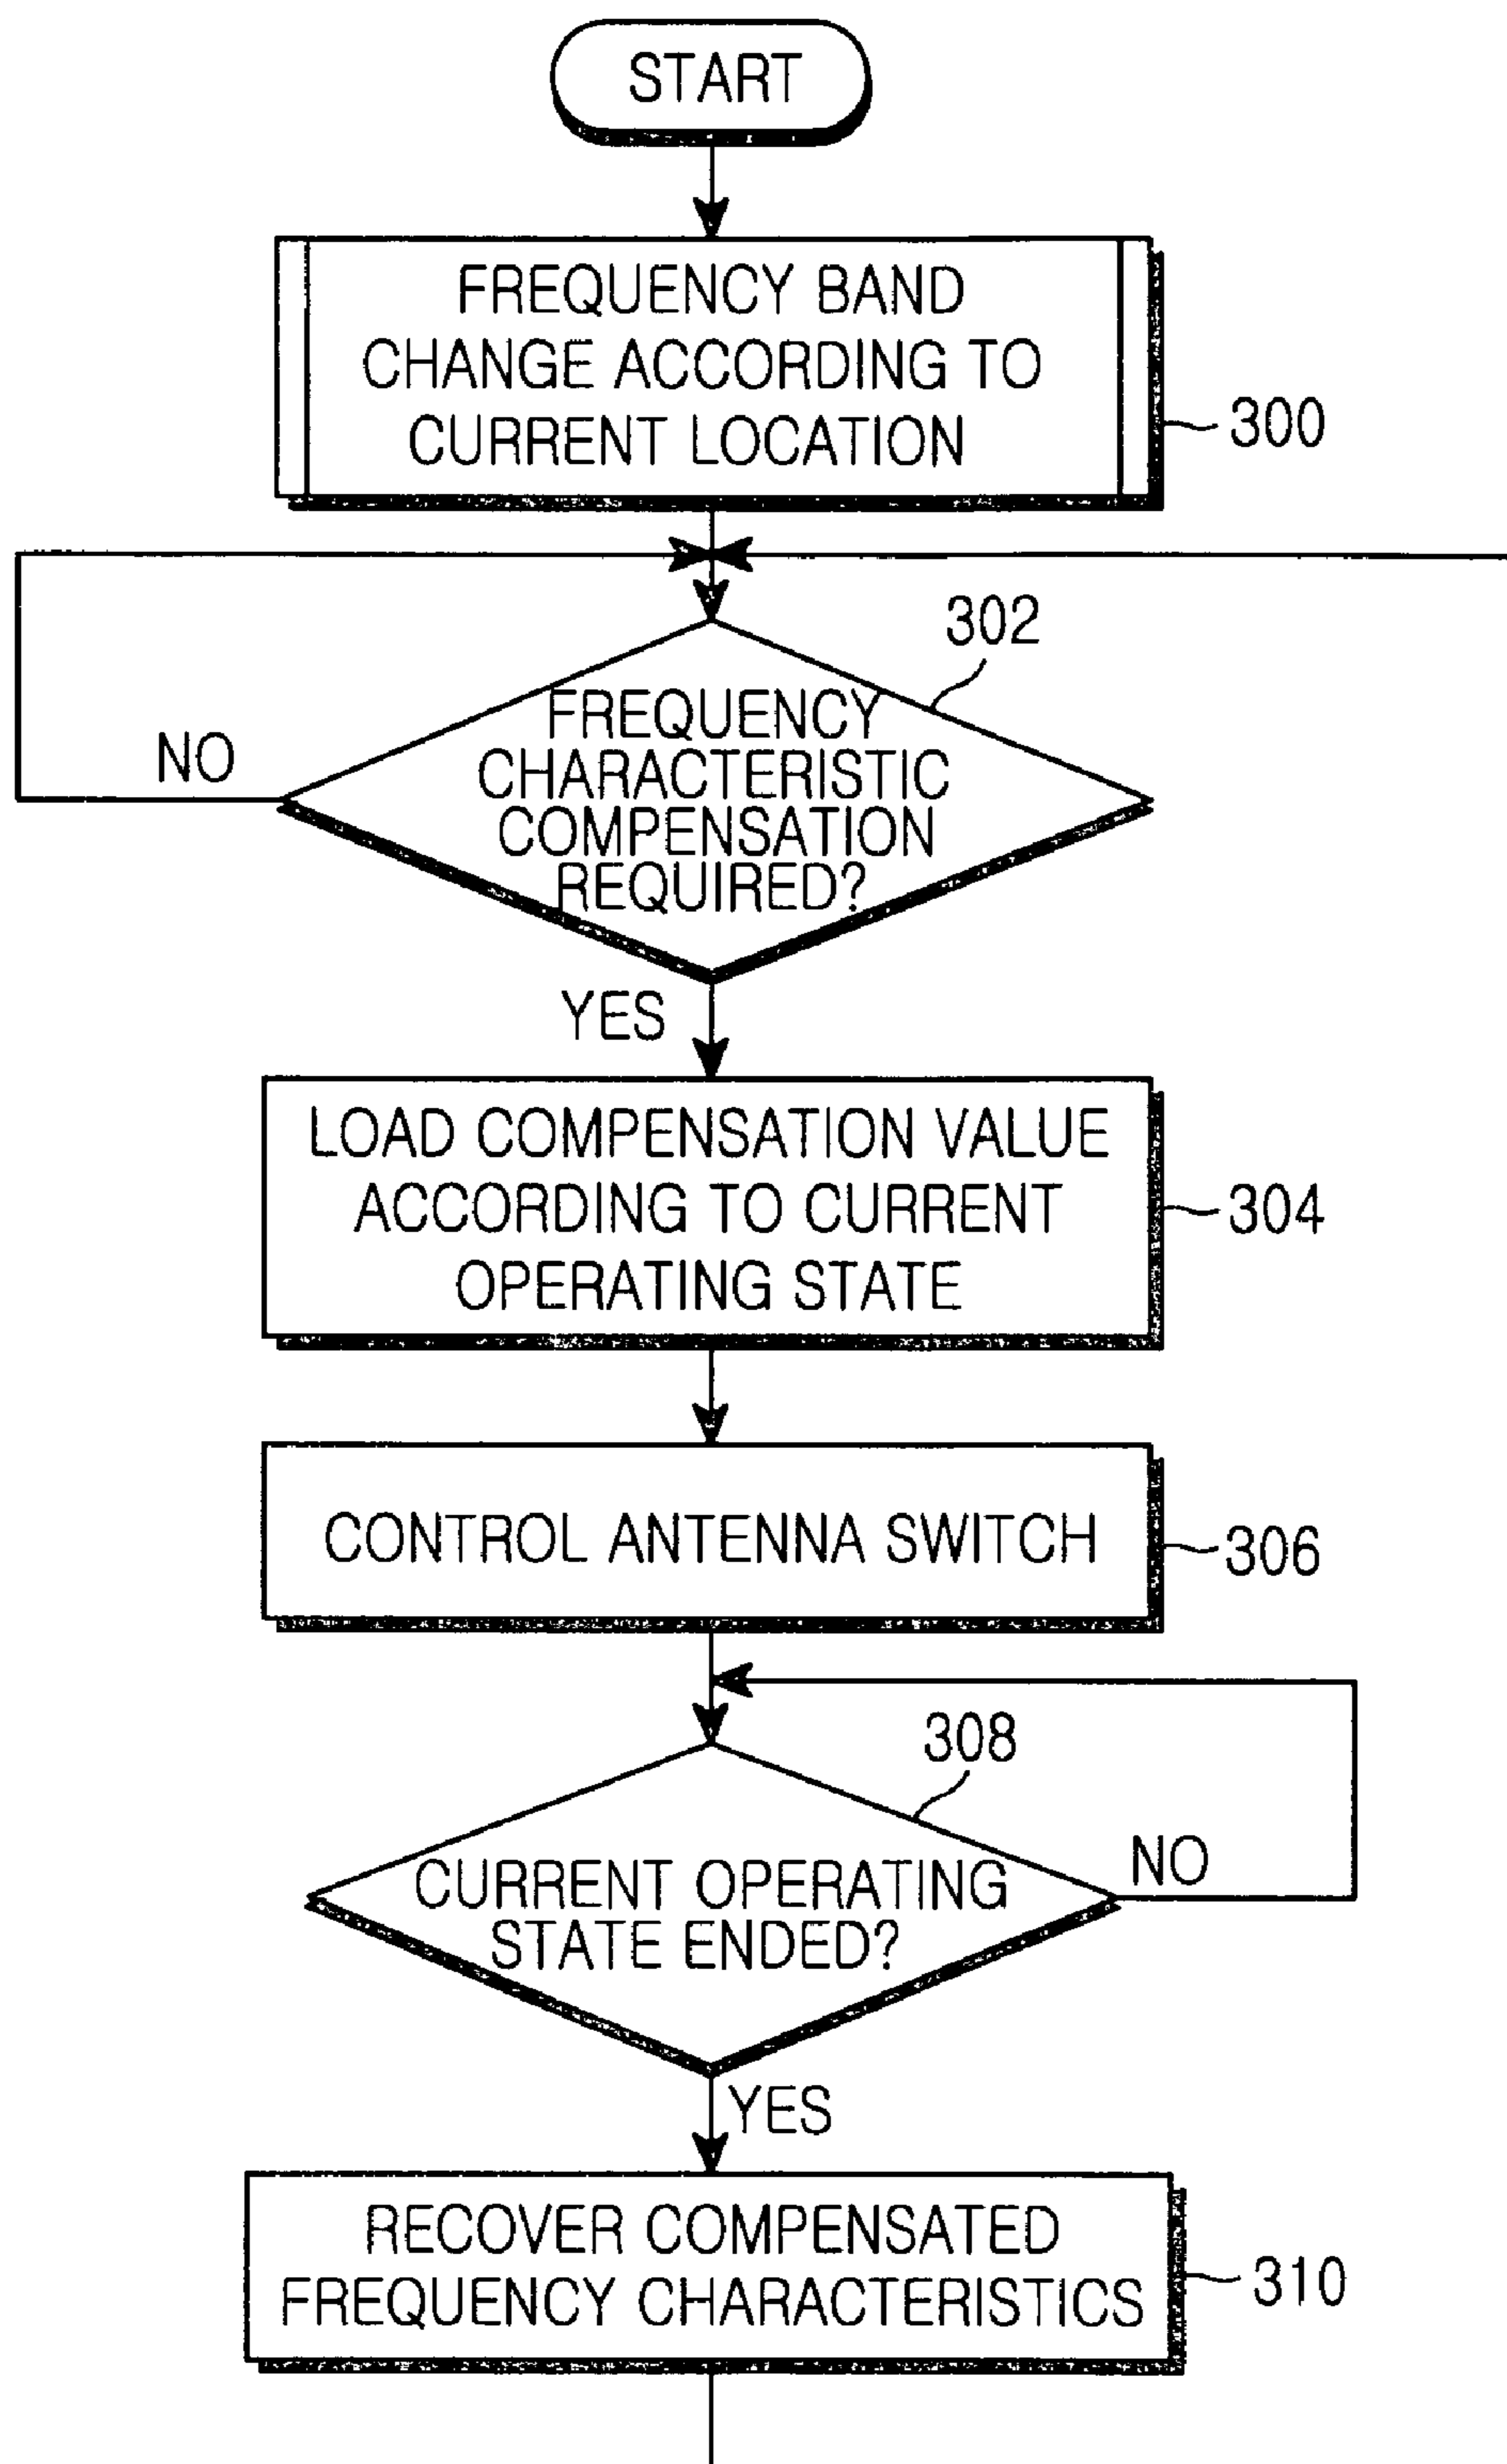 START
FREQUENCY BAND
CHANGE ACCORDING TO
CURRENT LOCATION
300
302
FREQUENCY
CHARACTERISTIC
COMPENSATION
REQUIRED?
NO
YES
LOAD COMPENSATION VALUE
ACCORDING TO CURRENT
OPERATING STATE
304
CONTROL ANTENNA SWITCH
306
308
CURRENT OPERATING
STATE ENDED?
NO
YES
RECOVER COMPENSATED
FREQUENCY CHARACTERISTICS
310